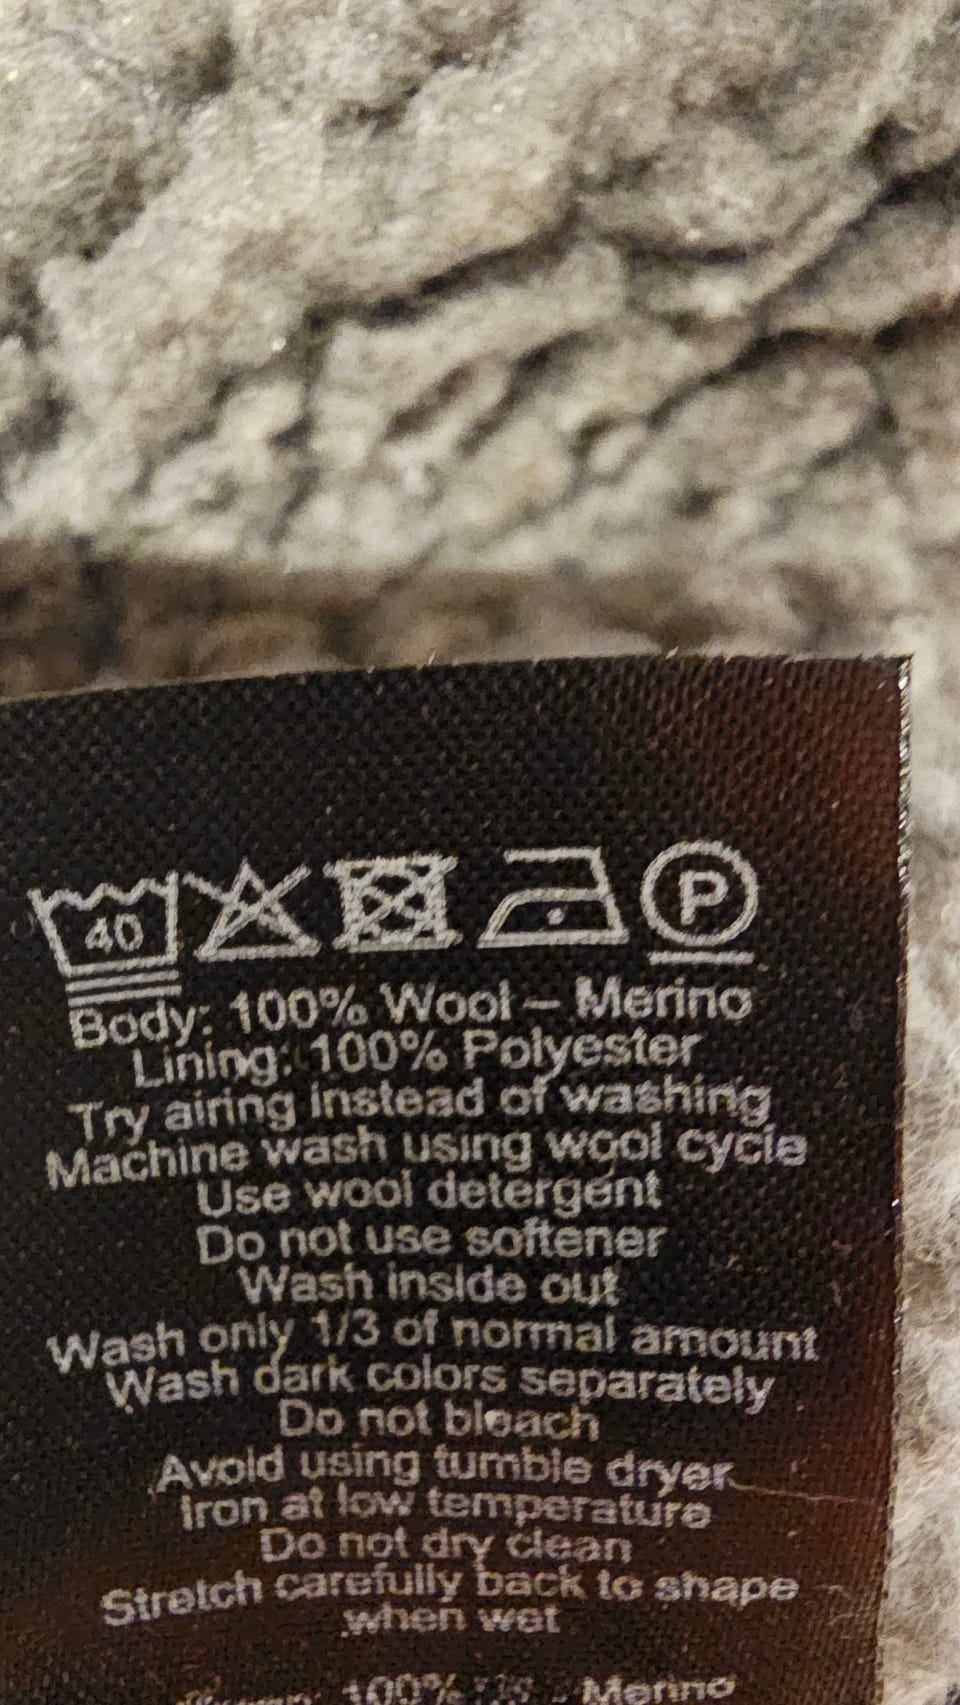 40 P
Body: 100% Wool – Merino
Lining: 100% Polyester
Try airing instead of washing
Machine wash using wool cycle
Use wool detergent
Do not use softener
Wash inside out
Wash only 1/3 of normal amount
Wash dark colors separately
Do not bleach
Avoid using tumble dryer
Iron at low temperature
Do not dry clean
Stretch carefully back to shape
when wet
100% - Merino